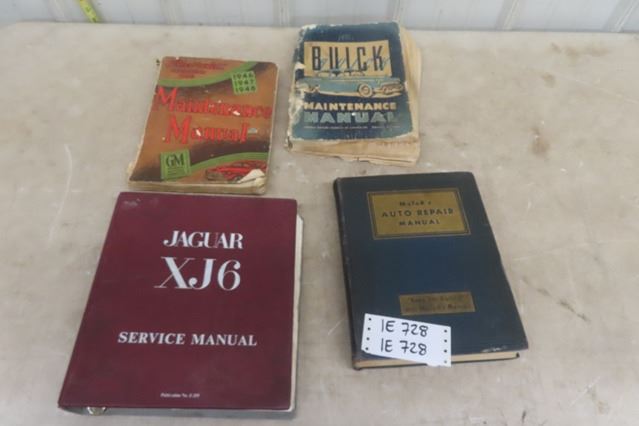 1946
1947
1948
Maintenance
Manual
GM
BUICK
MAINTENANCE
MANUAL
JAGUAR
XJ6
SERVICE MANUAL
MoToR's
AUTO REPAIR
MANUAL
IE 728
IE 728